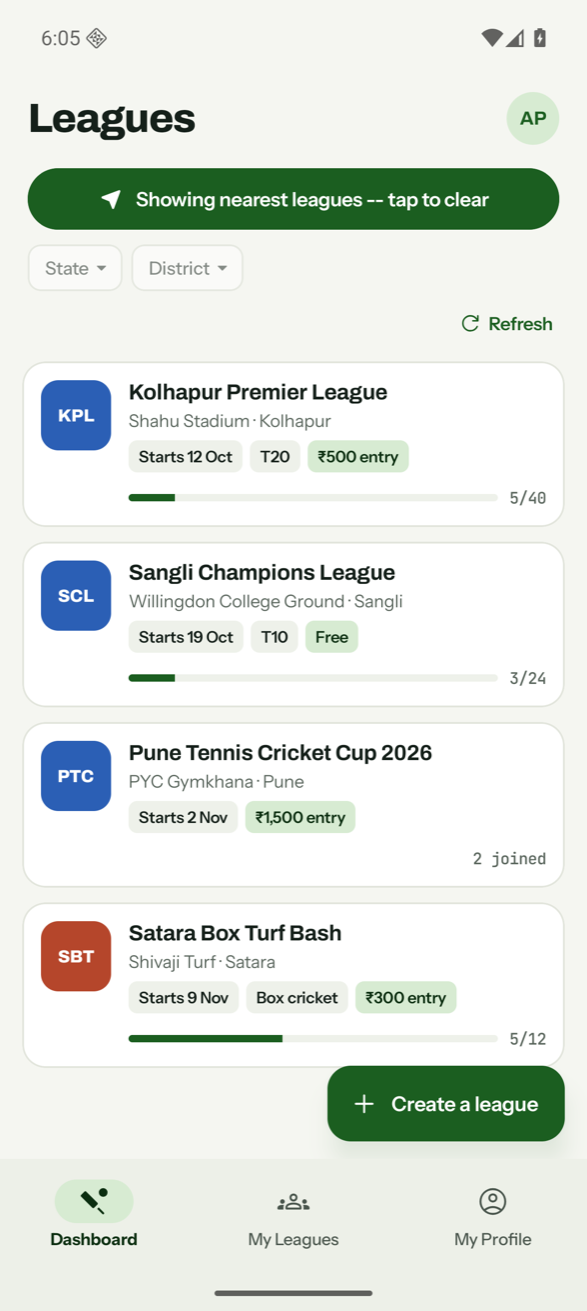 6:05
Leagues
AP
Showing nearest leagues -- tap to clear
State
District
Refresh
KPL
Kolhapur Premier League
Shahu Stadium · Kolhapur
Starts 12 Oct
T20
₹500 entry
5/40
SCL
Sangli Champions League
Willingdon College Ground · Sangli
Starts 19 Oct
T10
Free
3/24
PTC
Pune Tennis Cricket Cup 2026
PYC Gymkhana · Pune
Starts 2 Nov
₹1,500 entry
2 joined
SBT
Satara Box Turf Bash
Shivaji Turf · Satara
Starts 9 Nov
Box cricket
₹300 entry
5/12
Create a league
Dashboard
My Leagues
My Profile